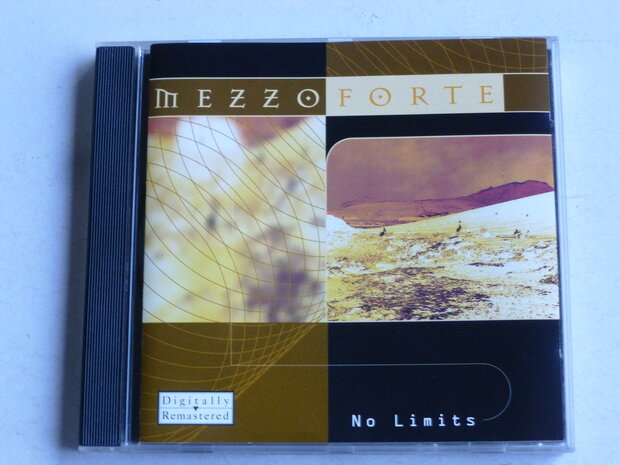 MEZZOFORTE
Digitally
Remastered
No Limits